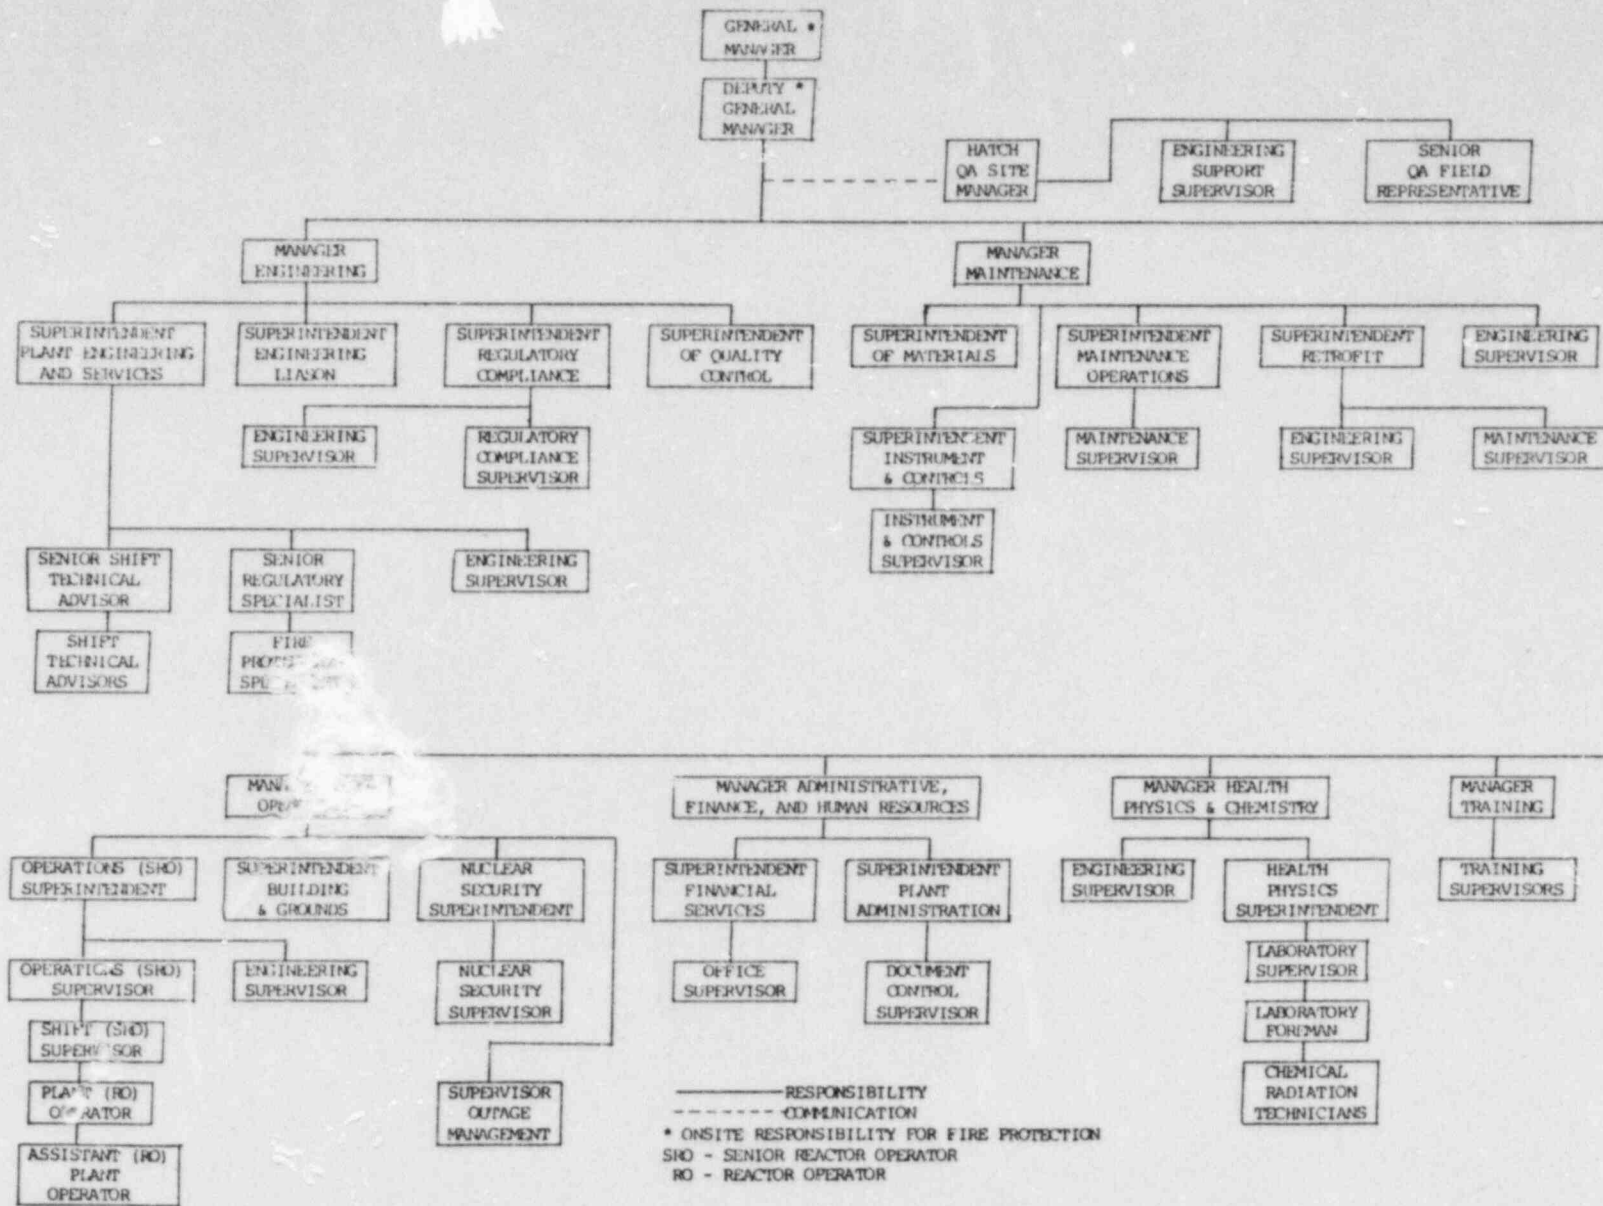 GENERAL *
MANAGER
DEPUTY *
GENERAL
MANAGER
HATCH
QA SITE
MANAGER
ENGINEERING
SUPPORT
SUPERVISOR
SENIOR
QA FIELD
REPRESENTATIVE
MANAGER
ENGINEERING
MANAGER
MAINTENANCE
SUPERINTENDENT
PLANT ENGINEERING
AND SERVICES
SUPERINTENDENT
ENGINEERING
LIASON
SUPERINTENDENT
REGULATORY
COMPLIANCE
SUPERINTENDENT
OF QUALITY
CONTROL
SUPERINTENDENT
OF MATERIALS
SUPERINTENDENT
MAINTENANCE
OPERATIONS
SUPERINTENDENT
RETROFIT
ENGINEERING
SUPERVISOR
ENGINEERING
SUPERVISOR
REGULATORY
COMPLIANCE
SUPERVISOR
SUPERINTENDENT
INSTRUMENT
& CONTROLS
MAINTENANCE
SUPERVISOR
ENGINEERING
SUPERVISOR
MAINTENANCE
SUPERVISOR
INSTRUMENT
& CONTROLS
SUPERVISOR
SENIOR SHIFT
TECHNICAL
ADVISOR
SENIOR
REGULATORY
SPECIALIST
ENGINEERING
SUPERVISOR
SHIFT
TECHNICAL
ADVISORS
FIRE
MANAGER ADMINISTRATIVE,
FINANCE, AND HUMAN RESOURCES
MANAGER HEALTH
PHYSICS & CHEMISTRY
MANAGER
TRAINING
OPERATIONS (SRO)
SUPERINTENDENT
SUPERINTENDENT
BUILDING
& GROUNDS
NUCLEAR
SECURITY
SUPERINTENDENT
SUPERINTENDENT
FINANCIAL
SERVICES
SUPERINTENDENT
PLANT
ADMINISTRATION
ENGINEERING
SUPERVISOR
HEALTH
PHYSICS
SUPERINTENDENT
TRAINING
SUPERVISORS
OPERATIONS (SRO)
SUPERVISOR
ENGINEERING
SUPERVISOR
NUCLEAR
SECURITY
SUPERVISOR
OFFICE
SUPERVISOR
DOCUMENT
CONTROL
SUPERVISOR
LABORATORY
SUPERVISOR
SHIFT (SRO)
SUPERVISOR
LABORATORY
FOREMAN
PLANT (RO)
OPERATOR
SUPERVISOR
OUTAGE
MANAGEMENT
CHEMICAL
RADIATION
TECHNICIANS
ASSISTANT (RO)
PLANT
OPERATOR
RESPONSIBILITY
COMMUNICATION
* ONSITE RESPONSIBILITY FOR FIRE PROTECTION
SRO - SENIOR REACTOR OPERATOR
RO - REACTOR OPERATOR